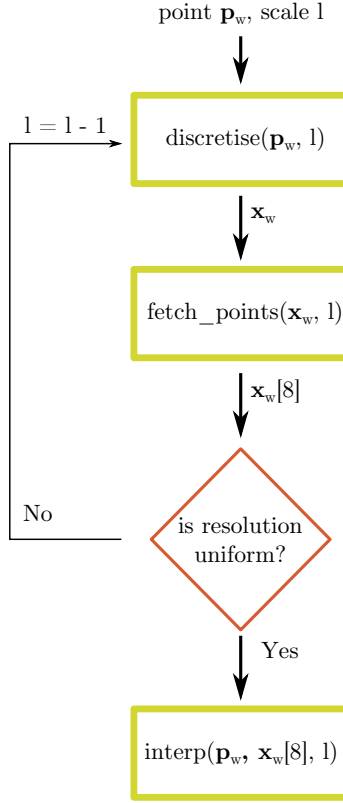 point p_w, scale l
l = l - 1
discretise(p_w, l)
x_w
fetch_points(x_w, l)
x_w[8]
No
is resolution
uniform?
Yes
interp(p_w, x_w[8], l)